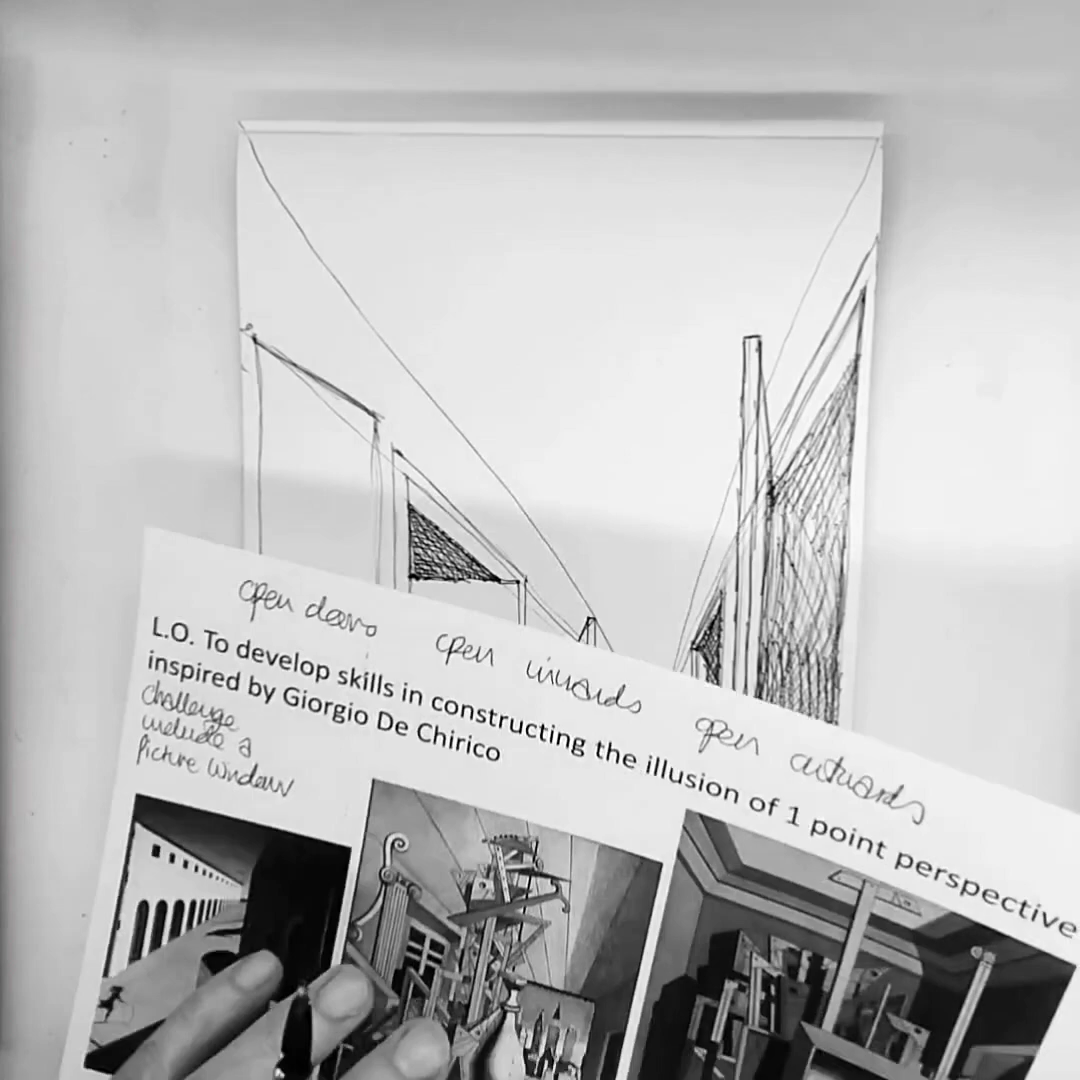 open doors open inwards open outwards
L.O. To develop skills in constructing the illusion of 1 point perspective
inspired by Giorgio De Chirico
challenge
include a
picture window